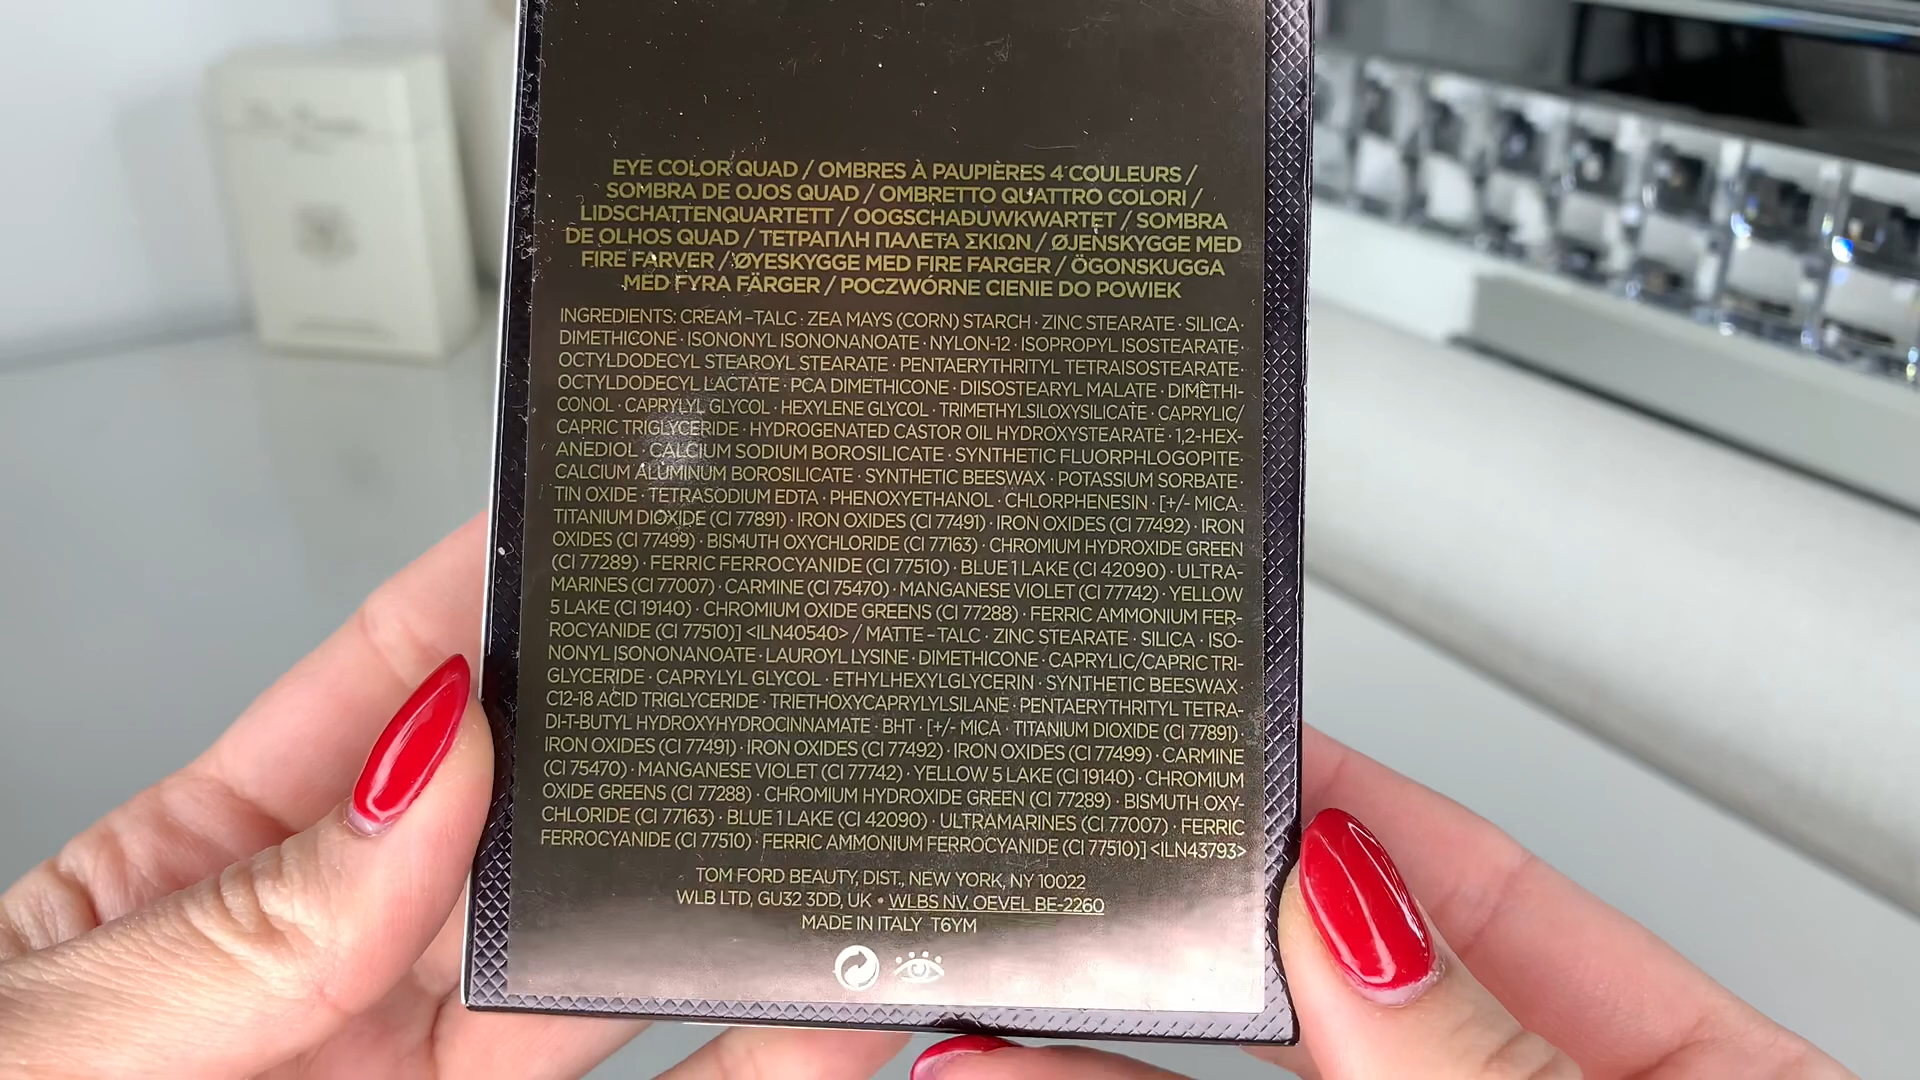 EYE COLOR QUAD / OMBRES À PAUPIÈRES 4 COULEURS /
SOMBRA DE OJOS QUAD / OMBRETTO QUATTRO COLORI /
LIDSCHATTENQUARTETT / OOGSCHADUWKWARTET / SOMBRA
DE OLHOS QUAD / ΤΕΤΡΑΠΛΗ ΠΑΛΕΤΑ ΣΚΙΩΝ / ØJENSKYGGE MED
FIRE FARVER / ØYESKYGGE MED FIRE FARGER / ÖGONSKUGGA
MED FYRA FÄRGER / POCZWÓRNE CIENIE DO POWIEK
INGREDIENTS: CREAM – TALC · ZEA MAYS (CORN) STARCH · ZINC STEARATE · SILICA ·
DIMETHICONE · ISONONYL ISONONANOATE · NYLON-12 · ISOPROPYL ISOSTEARATE ·
OCTYLDODECYL STEAROYL STEARATE · PENTAERYTHRITYL TETRAISOSTEARATE ·
OCTYLDODECYL LACTATE · PCA DIMETHICONE · DIISOSTEARYL MALATE · DIMETHI-
CONOL · CAPRYLYL GLYCOL · HEXYLENE GLYCOL · TRIMETHYLSILOXYSILICATE · CAPRYLIC/
CAPRIC TRIGLYCERIDE · HYDROGENATED CASTOR OIL HYDROXYSTEARATE · 1,2-HEX-
ANEDIOL · CALCIUM SODIUM BOROSILICATE · SYNTHETIC FLUORPHLOGOPITE ·
CALCIUM ALUMINUM BOROSILICATE · SYNTHETIC BEESWAX · POTASSIUM SORBATE ·
TIN OXIDE · TETRASODIUM EDTA · PHENOXYETHANOL · CHLORPHENESIN · [+/- MICA ·
TITANIUM DIOXIDE (CI 77891) · IRON OXIDES (CI 77491) · IRON OXIDES (CI 77492) · IRON
OXIDES (CI 77499) · BISMUTH OXYCHLORIDE (CI 77163) · CHROMIUM HYDROXIDE GREEN
(CI 77289) · FERRIC FERROCYANIDE (CI 77510) · BLUE 1 LAKE (CI 42090) · ULTRA-
MARINES (CI 77007) · CARMINE (CI 75470) · MANGANESE VIOLET (CI 77742) · YELLOW
5 LAKE (CI 19140) · CHROMIUM OXIDE GREENS (CI 77288) · FERRIC AMMONIUM FER-
ROCYANIDE (CI 77510)] <ILN40540> / MATTE – TALC · ZINC STEARATE · SILICA · ISO-
NONYL ISONONANOATE · LAUROYL LYSINE · DIMETHICONE · CAPRYLIC/CAPRIC TRI-
GLYCERIDE · CAPRYLYL GLYCOL · ETHYLHEXYLGLYCERIN · SYNTHETIC BEESWAX ·
C12-18 ACID TRIGLYCERIDE · TRIETHOXYCAPRYLYLSILANE · PENTAERYTHRITYL TETRA-
DI-T-BUTYL HYDROXYHYDROCINNAMATE · BHT · [+/- MICA · TITANIUM DIOXIDE (CI 77891) ·
IRON OXIDES (CI 77491) · IRON OXIDES (CI 77492) · IRON OXIDES (CI 77499) · CARMINE
(CI 75470) · MANGANESE VIOLET (CI 77742) · YELLOW 5 LAKE (CI 19140) · CHROMIUM
OXIDE GREENS (CI 77288) · CHROMIUM HYDROXIDE GREEN (CI 77289) · BISMUTH OXY-
CHLORIDE (CI 77163) · BLUE 1 LAKE (CI 42090) · ULTRAMARINES (CI 77007) · FERRIC
FERROCYANIDE (CI 77510) · FERRIC AMMONIUM FERROCYANIDE (CI 77510)] <ILN43793>
TOM FORD BEAUTY, DIST., NEW YORK, NY 10022
WLB LTD, GU32 3DD, UK • WLBS NV, OEVEL BE-2260
MADE IN ITALY T6YM